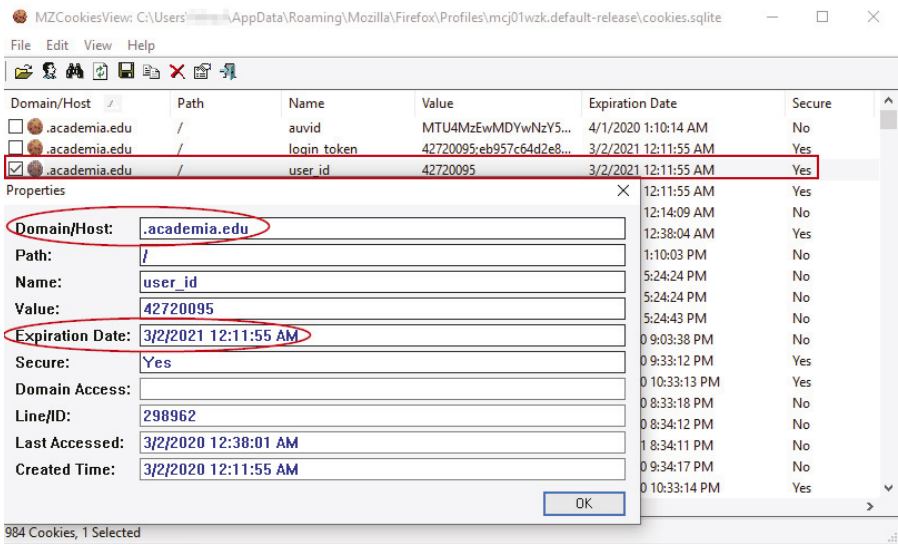 MZCookiesView: C:\Users\ \AppData\Roaming\Mozilla\Firefox\Profiles\mcj01wzk.default-release\cookies.sqlite
File Edit View Help
Domain/Host / Path Name Value Expiration Date Secure
.academia.edu / auvid MTU4MzEwMDYwNzY5... 4/1/2020 1:10:14 AM No
.academia.edu / login_token 42720095;eb957c64d2e8... 3/2/2021 12:11:55 AM Yes
.academia.edu / user_id 42720095 3/2/2021 12:11:55 AM Yes
Properties
12:11:55 AM Yes
12:14:09 AM No
Domain/Host: .academia.edu
12:38:04 AM Yes
Path: /
1:10:03 PM No
Name: user_id
5:24:24 PM No
5:24:24 PM No
Value: 42720095
5:24:43 PM No
Expiration Date: 3/2/2021 12:11:55 AM
0 9:03:38 PM No
Secure: Yes
0 9:33:12 PM Yes
Domain Access:
0 10:33:13 PM Yes
0 8:33:18 PM No
Line/ID: 298962
0 8:34:12 PM No
Last Accessed: 3/2/2020 12:38:01 AM
1 8:34:11 PM No
Created Time: 3/2/2020 12:11:55 AM
0 9:34:17 PM No
0 10:33:14 PM Yes
OK
984 Cookies, 1 Selected